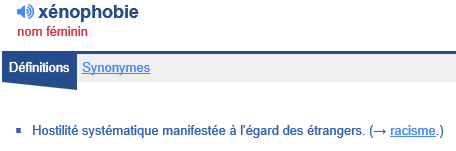 xénophobie
nom féminin
Définitions Synonymes
Hostilité systématique manifestée à l'égard des étrangers. (→ racisme.)